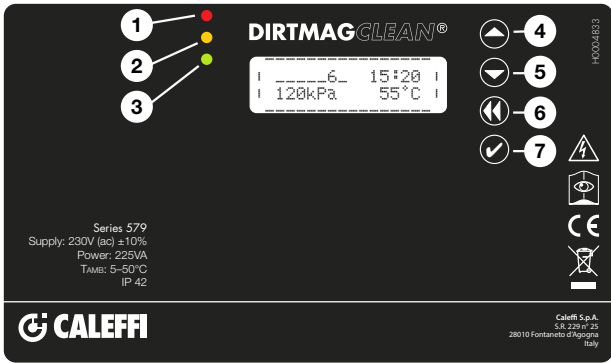 1
2
3
DIRTMAGCLEAN®
_____6_ 15:20
120kPa 55°C
4
5
6
7
H0004833
Series 579
Supply: 230V (ac) ±10%
Power: 225VA
TAMB: 5–50°C
IP 42
CE
CALEFFI
Caleffi S.p.A.
S.R. 229 n° 25
28010 Fontaneto d'Agogna
Italy